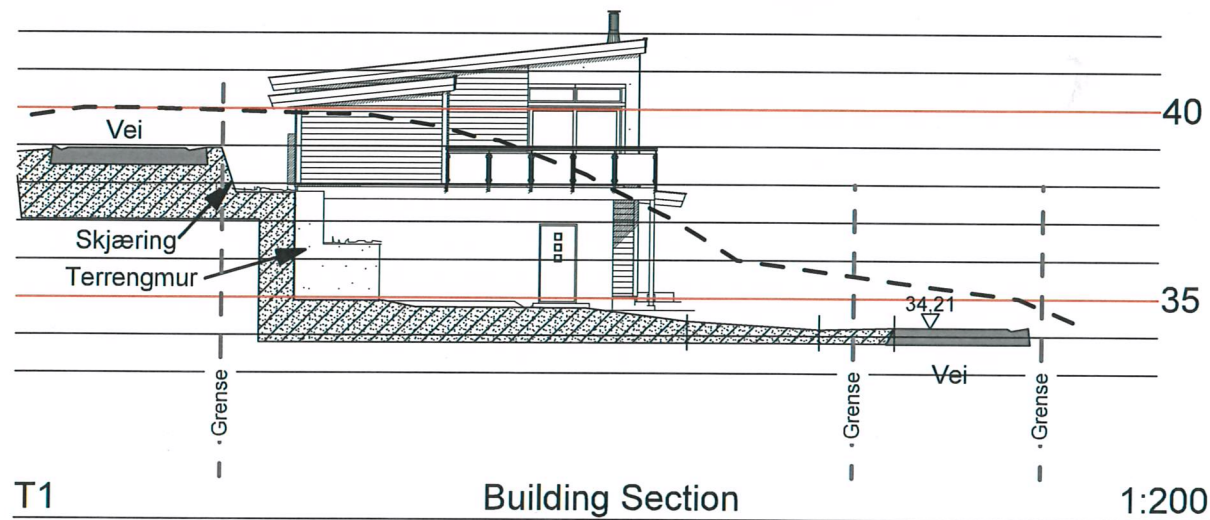 40
Vei
Skjæring
Terrengmur
35
34,21
Vei
Grense
Grense
Grense
T1
Building Section
1:200